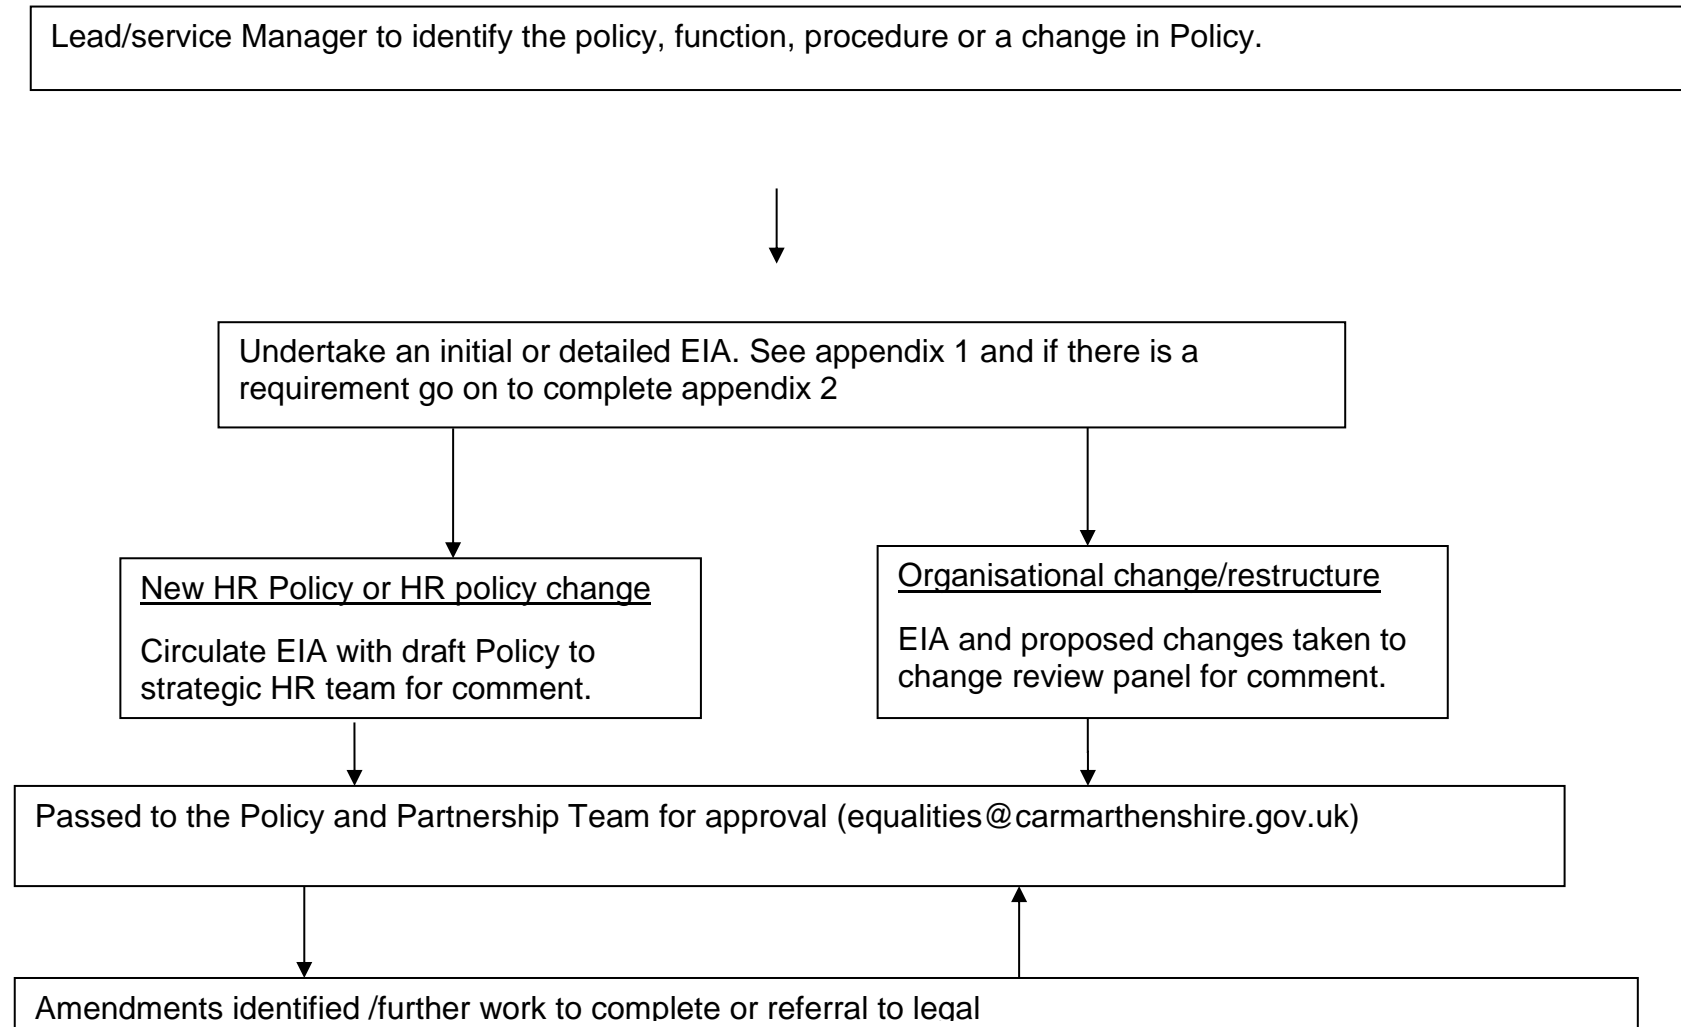 Lead/service Manager to identify the policy, function, procedure or a change in Policy.
Undertake an initial or detailed EIA. See appendix 1 and if there is a
requirement go on to complete appendix 2
New HR Policy or HR policy change
Circulate EIA with draft Policy to
strategic HR team for comment.
Organisational change/restructure
EIA and proposed changes taken to
change review panel for comment.
Passed to the Policy and Partnership Team for approval (equalities@carmarthenshire.gov.uk)
Amendments identified /further work to complete or referral to legal